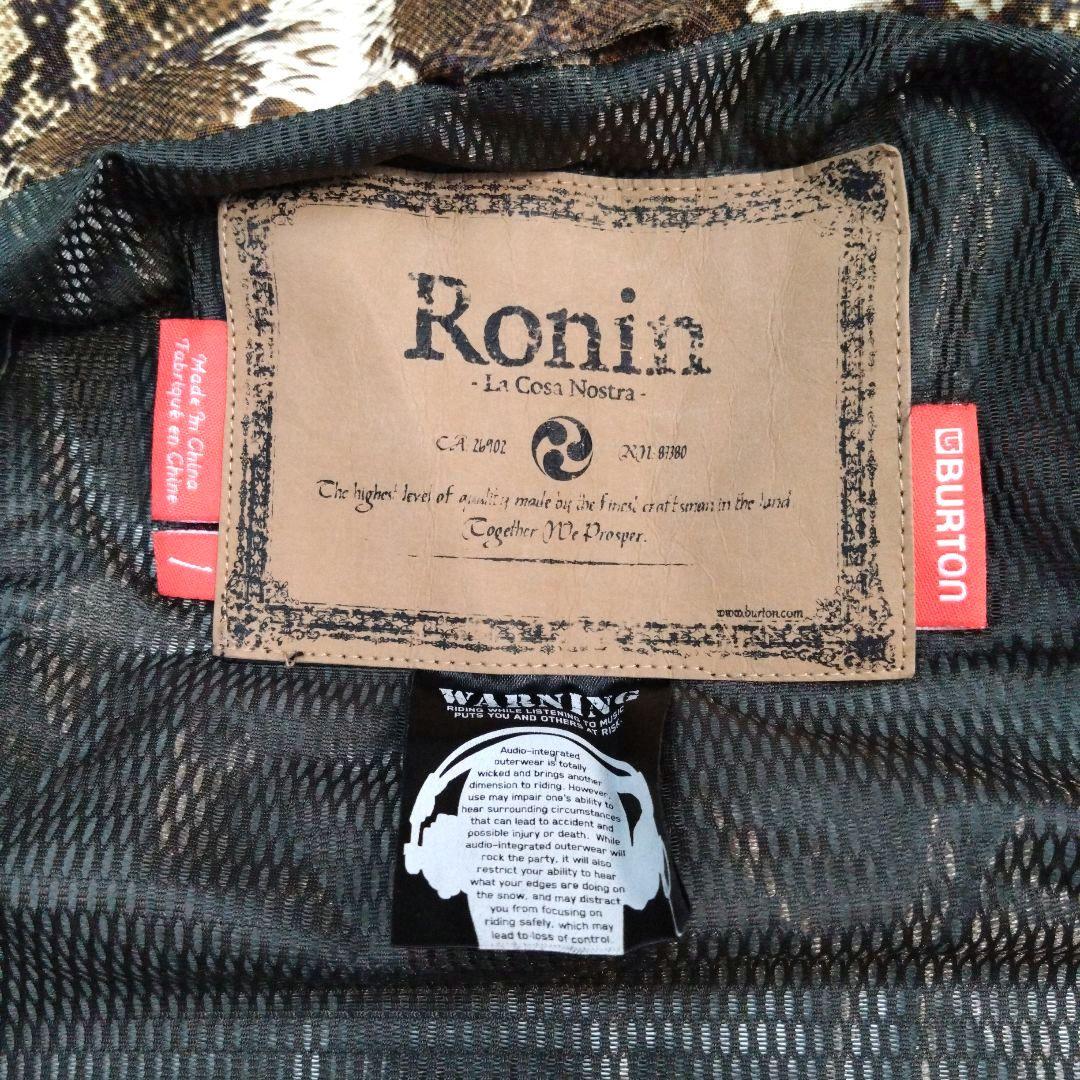 Ronin
- La Cosa Nostra -
CA 26902
RN 87380
The highest level of quality made by the finest craftsman in the land
Together We Prosper.
www.burton.com
Made In China
Fabriqué en Chine
BURTON
WARNING
RIDING WHILE LISTENING TO MUSIC
PUTS YOU AND OTHERS AT RISK.
Audio-integrated
outerwear is totally
wicked and brings another
dimension to riding. However,
use may impair one's ability to
hear surrounding circumstances
that can lead to accident and
possible injury or death. While
audio-integrated outerwear will
rock the party, it will also
restrict your ability to hear
what your edges are doing on
the snow, and may distract
you from focusing on
riding safely, which may
lead to loss of control.